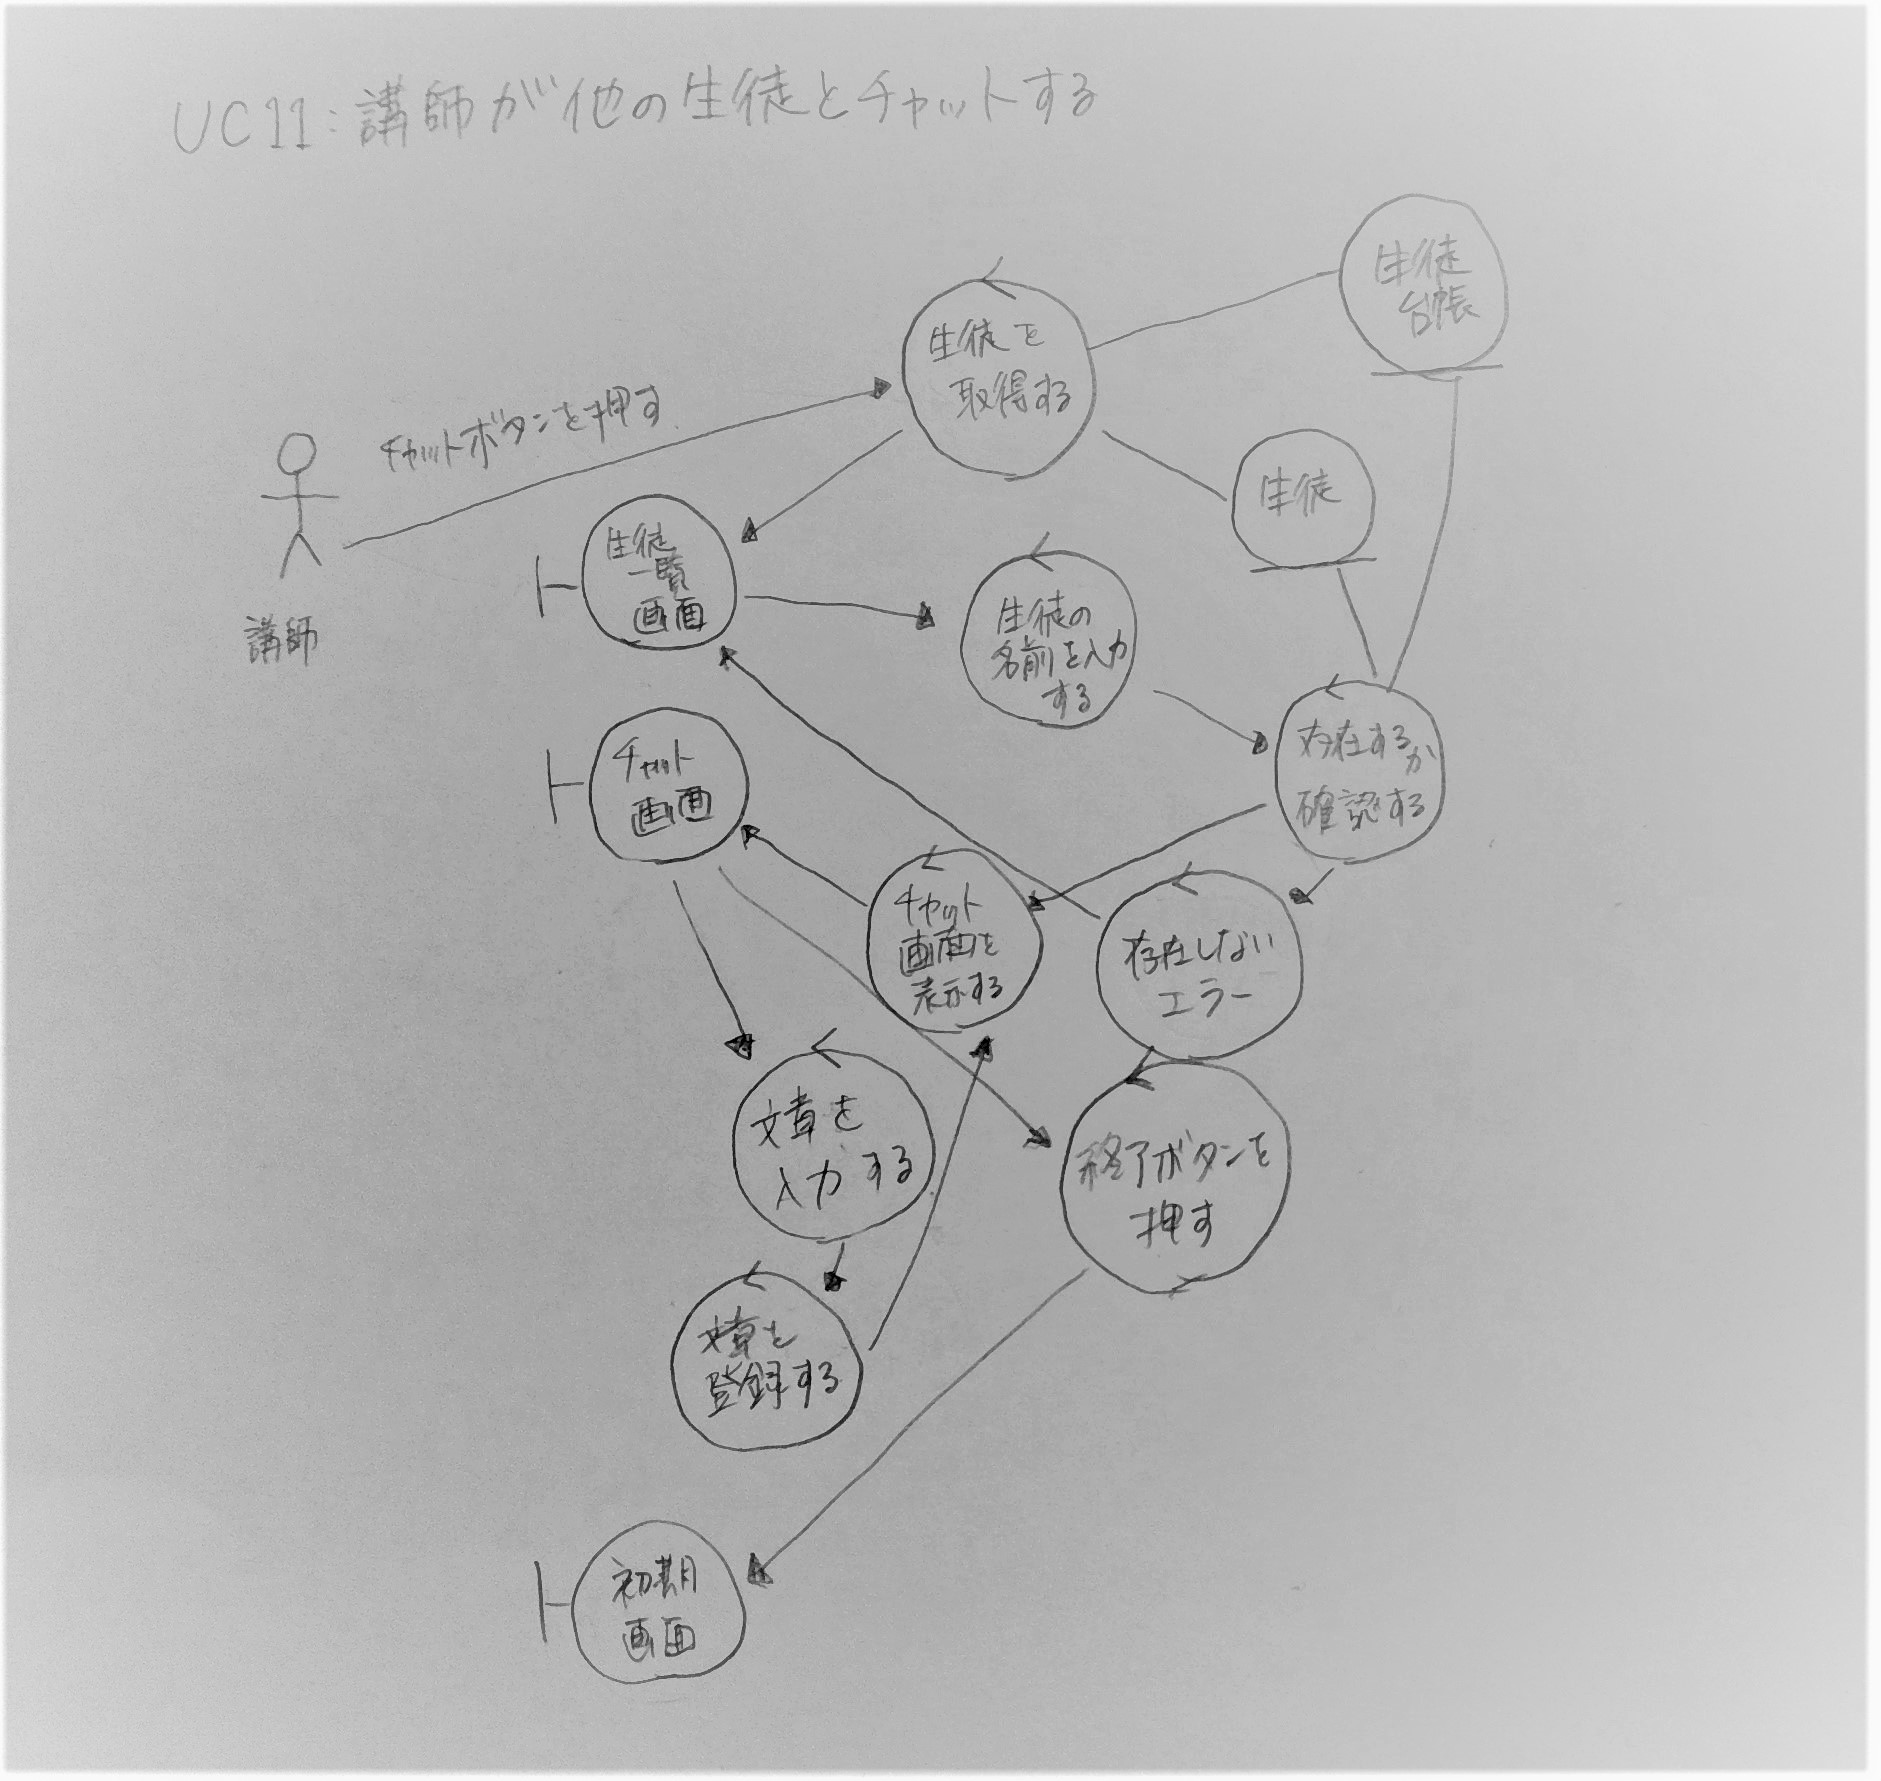 UC11:講師が他の生徒とチャットする
生徒
台帳
生徒を
取得する
チャットボタンを押す
生徒
講師
生徒
一覧
画面
生徒の
名前を入力
する
存在するか
確認する
チャット
画面
チャット
画面を
表示する
存在しない
エラー
文章を
入力する
終了ボタンを
押す
文章を
登録する
初期
画面